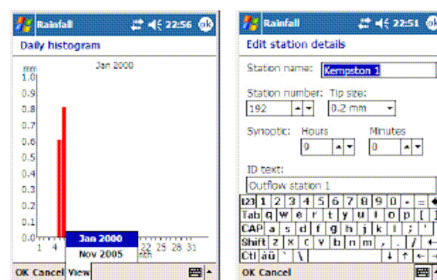 Rainfall 22:56 ok
Daily histogram
mm Jan 2000
1.0
0.9
0.8
0.7
0.6
0.5
0.4
0.3
0.2
0.1
0.0
1 4 22 25 28 31
Jan 2000
Nov 2005
OK Cancel View
Rainfall 22:51 ok
Edit station details
Station name: Kempston 1
Station number: Tip size:
192 0.2 mm
Synoptic: Hours Minutes
9 0
ID text:
Outflow station 1
123 1 2 3 4 5 6 7 8 9 0 - =
Tab q w e r t y u i o p [ ]
CAP a s d f g h j k l ; '
Shift z x c v b n m , . /
Ctl áü ` \
OK Cancel